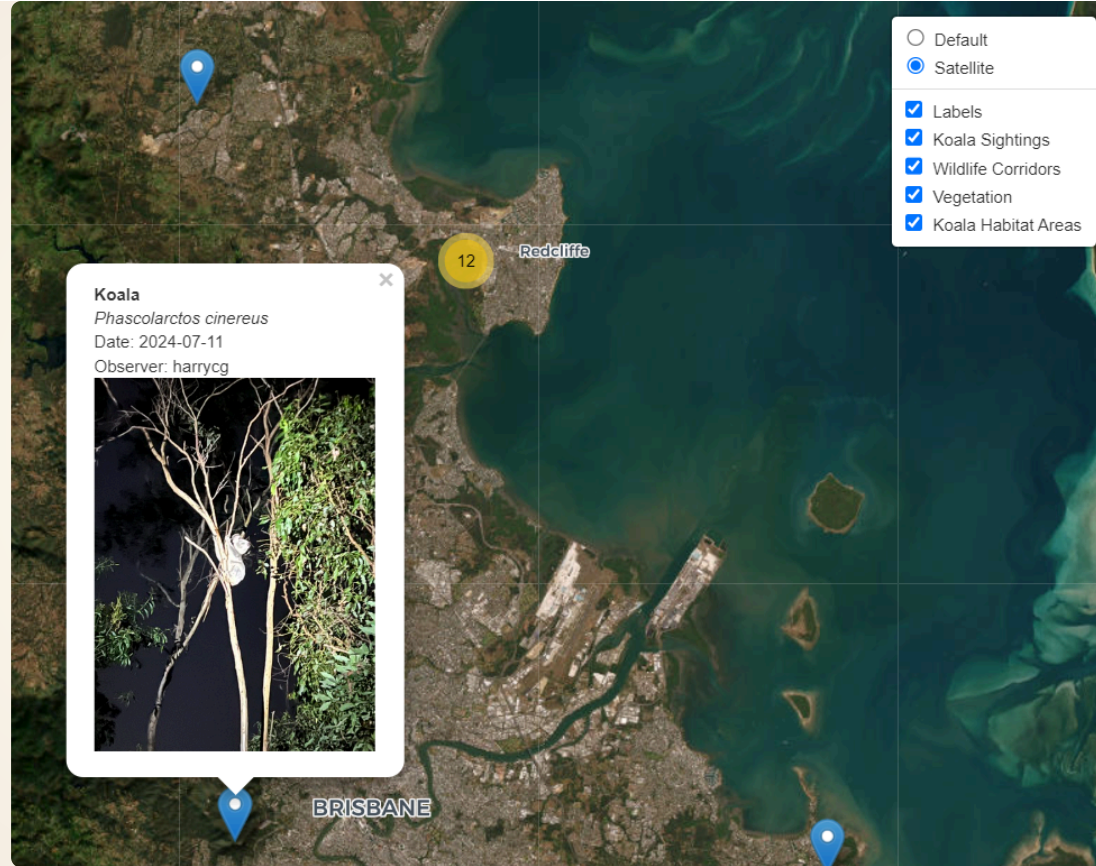 Default
Satellite
Labels
Koala Sightings
Wildlife Corridors
Vegetation
Koala Habitat Areas
Redcliffe
12
×
Koala
Phascolarctos cinereus
Date: 2024-07-11
Observer: harrycg
BRISBANE